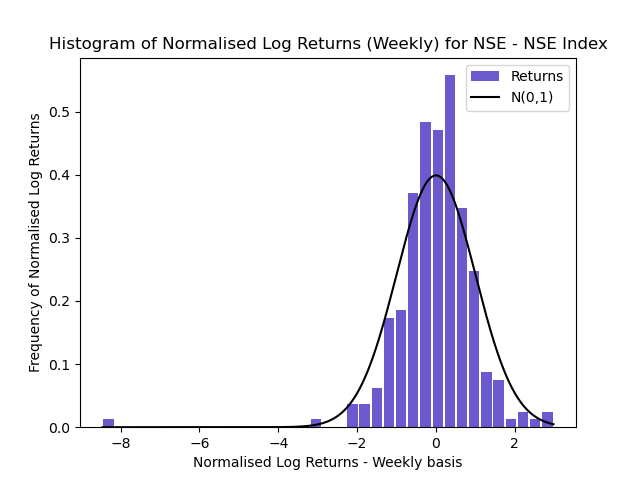 Histogram of Normalised Log Returns (Weekly) for NSE - NSE Index
Returns
N(0,1)
Frequency of Normalised Log Returns
0.5
0.4
0.3
0.2
0.1
0.0
−8 −6 −4 −2 0 2
Normalised Log Returns - Weekly basis